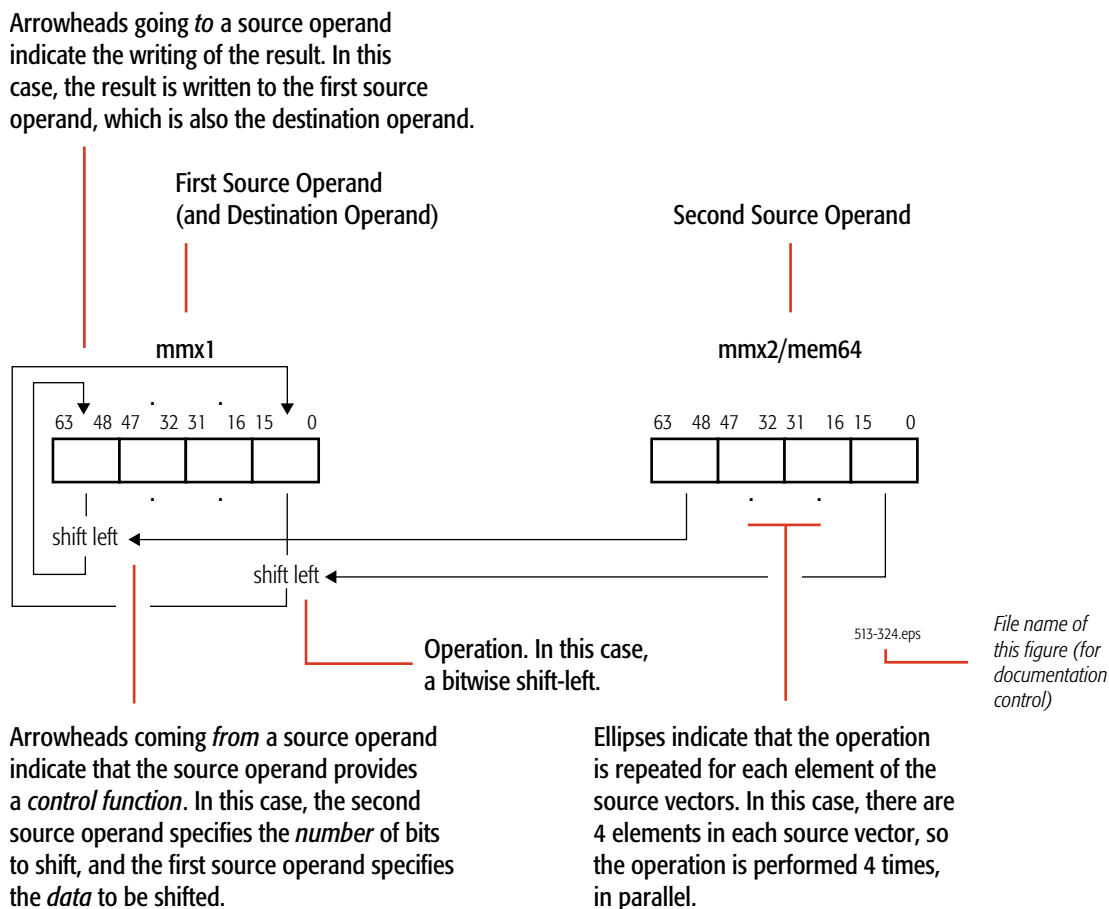 Arrowheads going to a source operand
indicate the writing of the result. In this
case, the result is written to the first source
operand, which is also the destination operand.
First Source Operand
(and Destination Operand)
Second Source Operand
mmx1
mmx2/mem64
. .
63 48 47 32 31 16 15 0
63 48 47 32 31 16 15 0
. .
. .
shift left
shift left
Operation. In this case,
a bitwise shift-left.
513-324.eps
File name of
this figure (for
documentation
control)
Arrowheads coming from a source operand
indicate that the source operand provides
a control function. In this case, the second
source operand specifies the number of bits
to shift, and the first source operand specifies
the data to be shifted.
Ellipses indicate that the operation
is repeated for each element of the
source vectors. In this case, there are
4 elements in each source vector, so
the operation is performed 4 times,
in parallel.